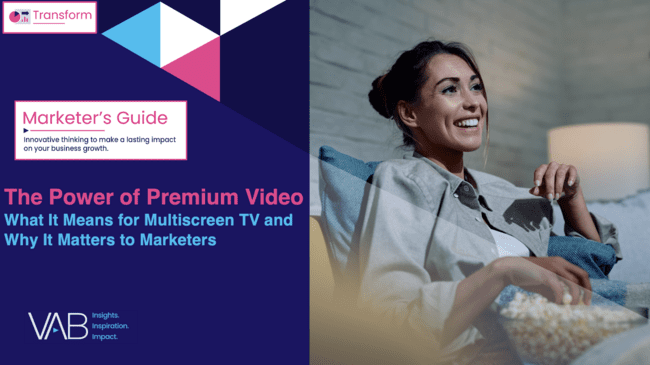 Transform
Marketer's Guide
Innovative thinking to make a lasting impact
on your business growth.
The Power of Premium Video
What It Means for Multiscreen TV and
Why It Matters to Marketers
VAB
Insights.
Inspiration.
Impact.